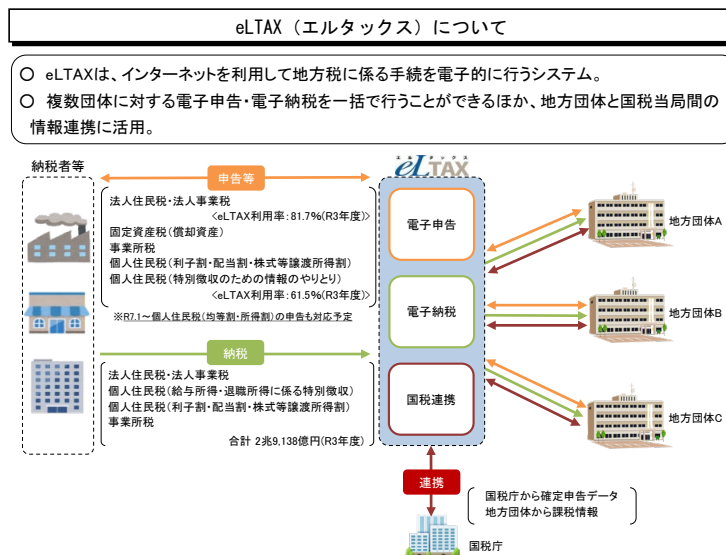 eLTAX（エルタックス）について
○ eLTAXは、インターネットを利用して地方税に係る手続を電子的に行うシステム。
○ 複数団体に対する電子申告・電子納税を一括で行うことができるほか、地方団体と国税当局間の
情報連携に活用。
納税者等
申告等
法人住民税・法人事業税
<eLTAX利用率：81.7%(R3年度)>
固定資産税（償却資産）
事業所税
個人住民税（利子割・配当割・株式等譲渡所得割）
個人住民税（特別徴収のための情報のやりとり）
<eLTAX利用率：61.5%(R3年度)>
※R7.1～個人住民税（均等割・所得割）の申告も対応予定
納税
法人住民税・法人事業税
個人住民税（給与所得・退職所得に係る特別徴収）
個人住民税（利子割・配当割・株式等譲渡所得割）
事業所税
合計 2兆9,138億円(R3年度)
エルタックス
eLTAX
電子申告
電子納税
国税連携
地方団体A
地方団体B
地方団体C
連携
国税庁から確定申告データ
地方団体から課税情報
国税庁